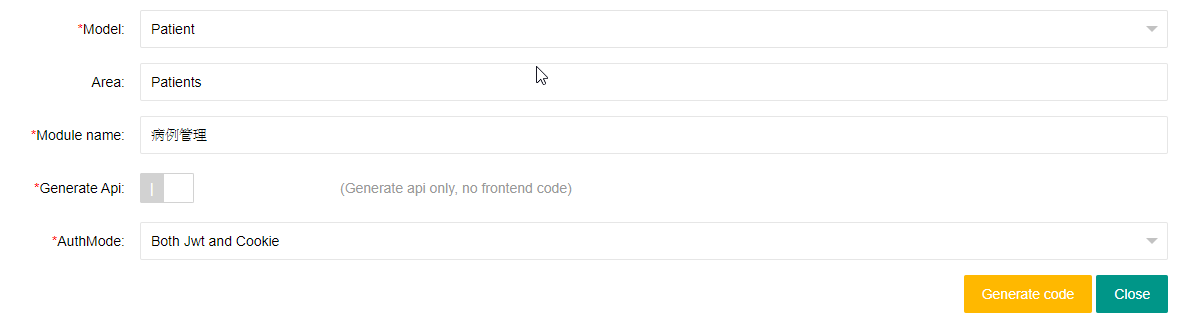 *Model: Patient
Area: Patients
*Module name: 病例管理
*Generate Api: (Generate api only, no frontend code)
*AuthMode: Both Jwt and Cookie
Generate code Close